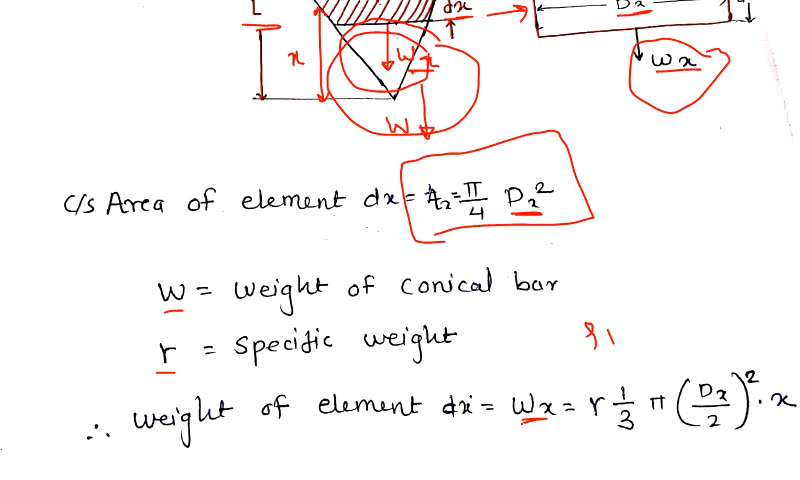 L dx Dx
x Wx Wx
W
c/s Area of element dx = Ax = π/4 Dx²
W = weight of conical bar
r = specific weight
∴ weight of element dx = Wx = r 1/3 π (Dx/2)² · x